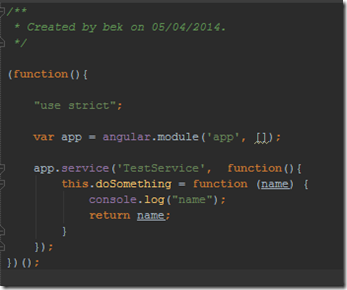 /**
 * Created by bek on 05/04/2014.
 */
(function(){
"use strict";
var app = angular.module('app', []);
app.service('TestService',  function(){
this.doSomething = function (name) {
console.log("name");
return name;
}
});
})();